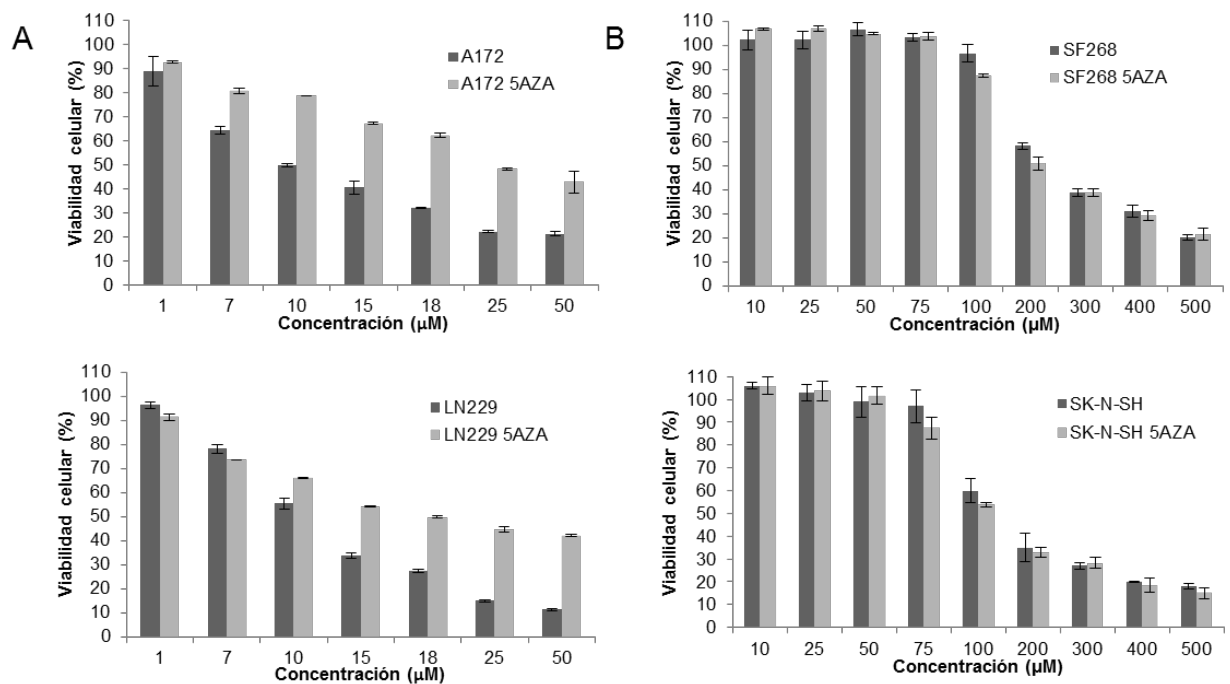 A
Viabilidad celular (%)
110
100
90
80
70
60
50
40
30
20
10
0
A172
A172 5AZA
1 7 10 15 18 25 50
Concentración (µM)
Viabilidad celular (%)
110
100
90
80
70
60
50
40
30
20
10
0
LN229
LN229 5AZA
1 7 10 15 18 25 50
Concentración (µM)
B
Viabilidad celular (%)
110
100
90
80
70
60
50
40
30
20
10
0
SF268
SF268 5AZA
10 25 50 75 100 200 300 400 500
Concentración (µM)
Viabilidad celular (%)
110
100
90
80
70
60
50
40
30
20
10
0
SK-N-SH
SK-N-SH 5AZA
10 25 50 75 100 200 300 400 500
Concentración (µM)